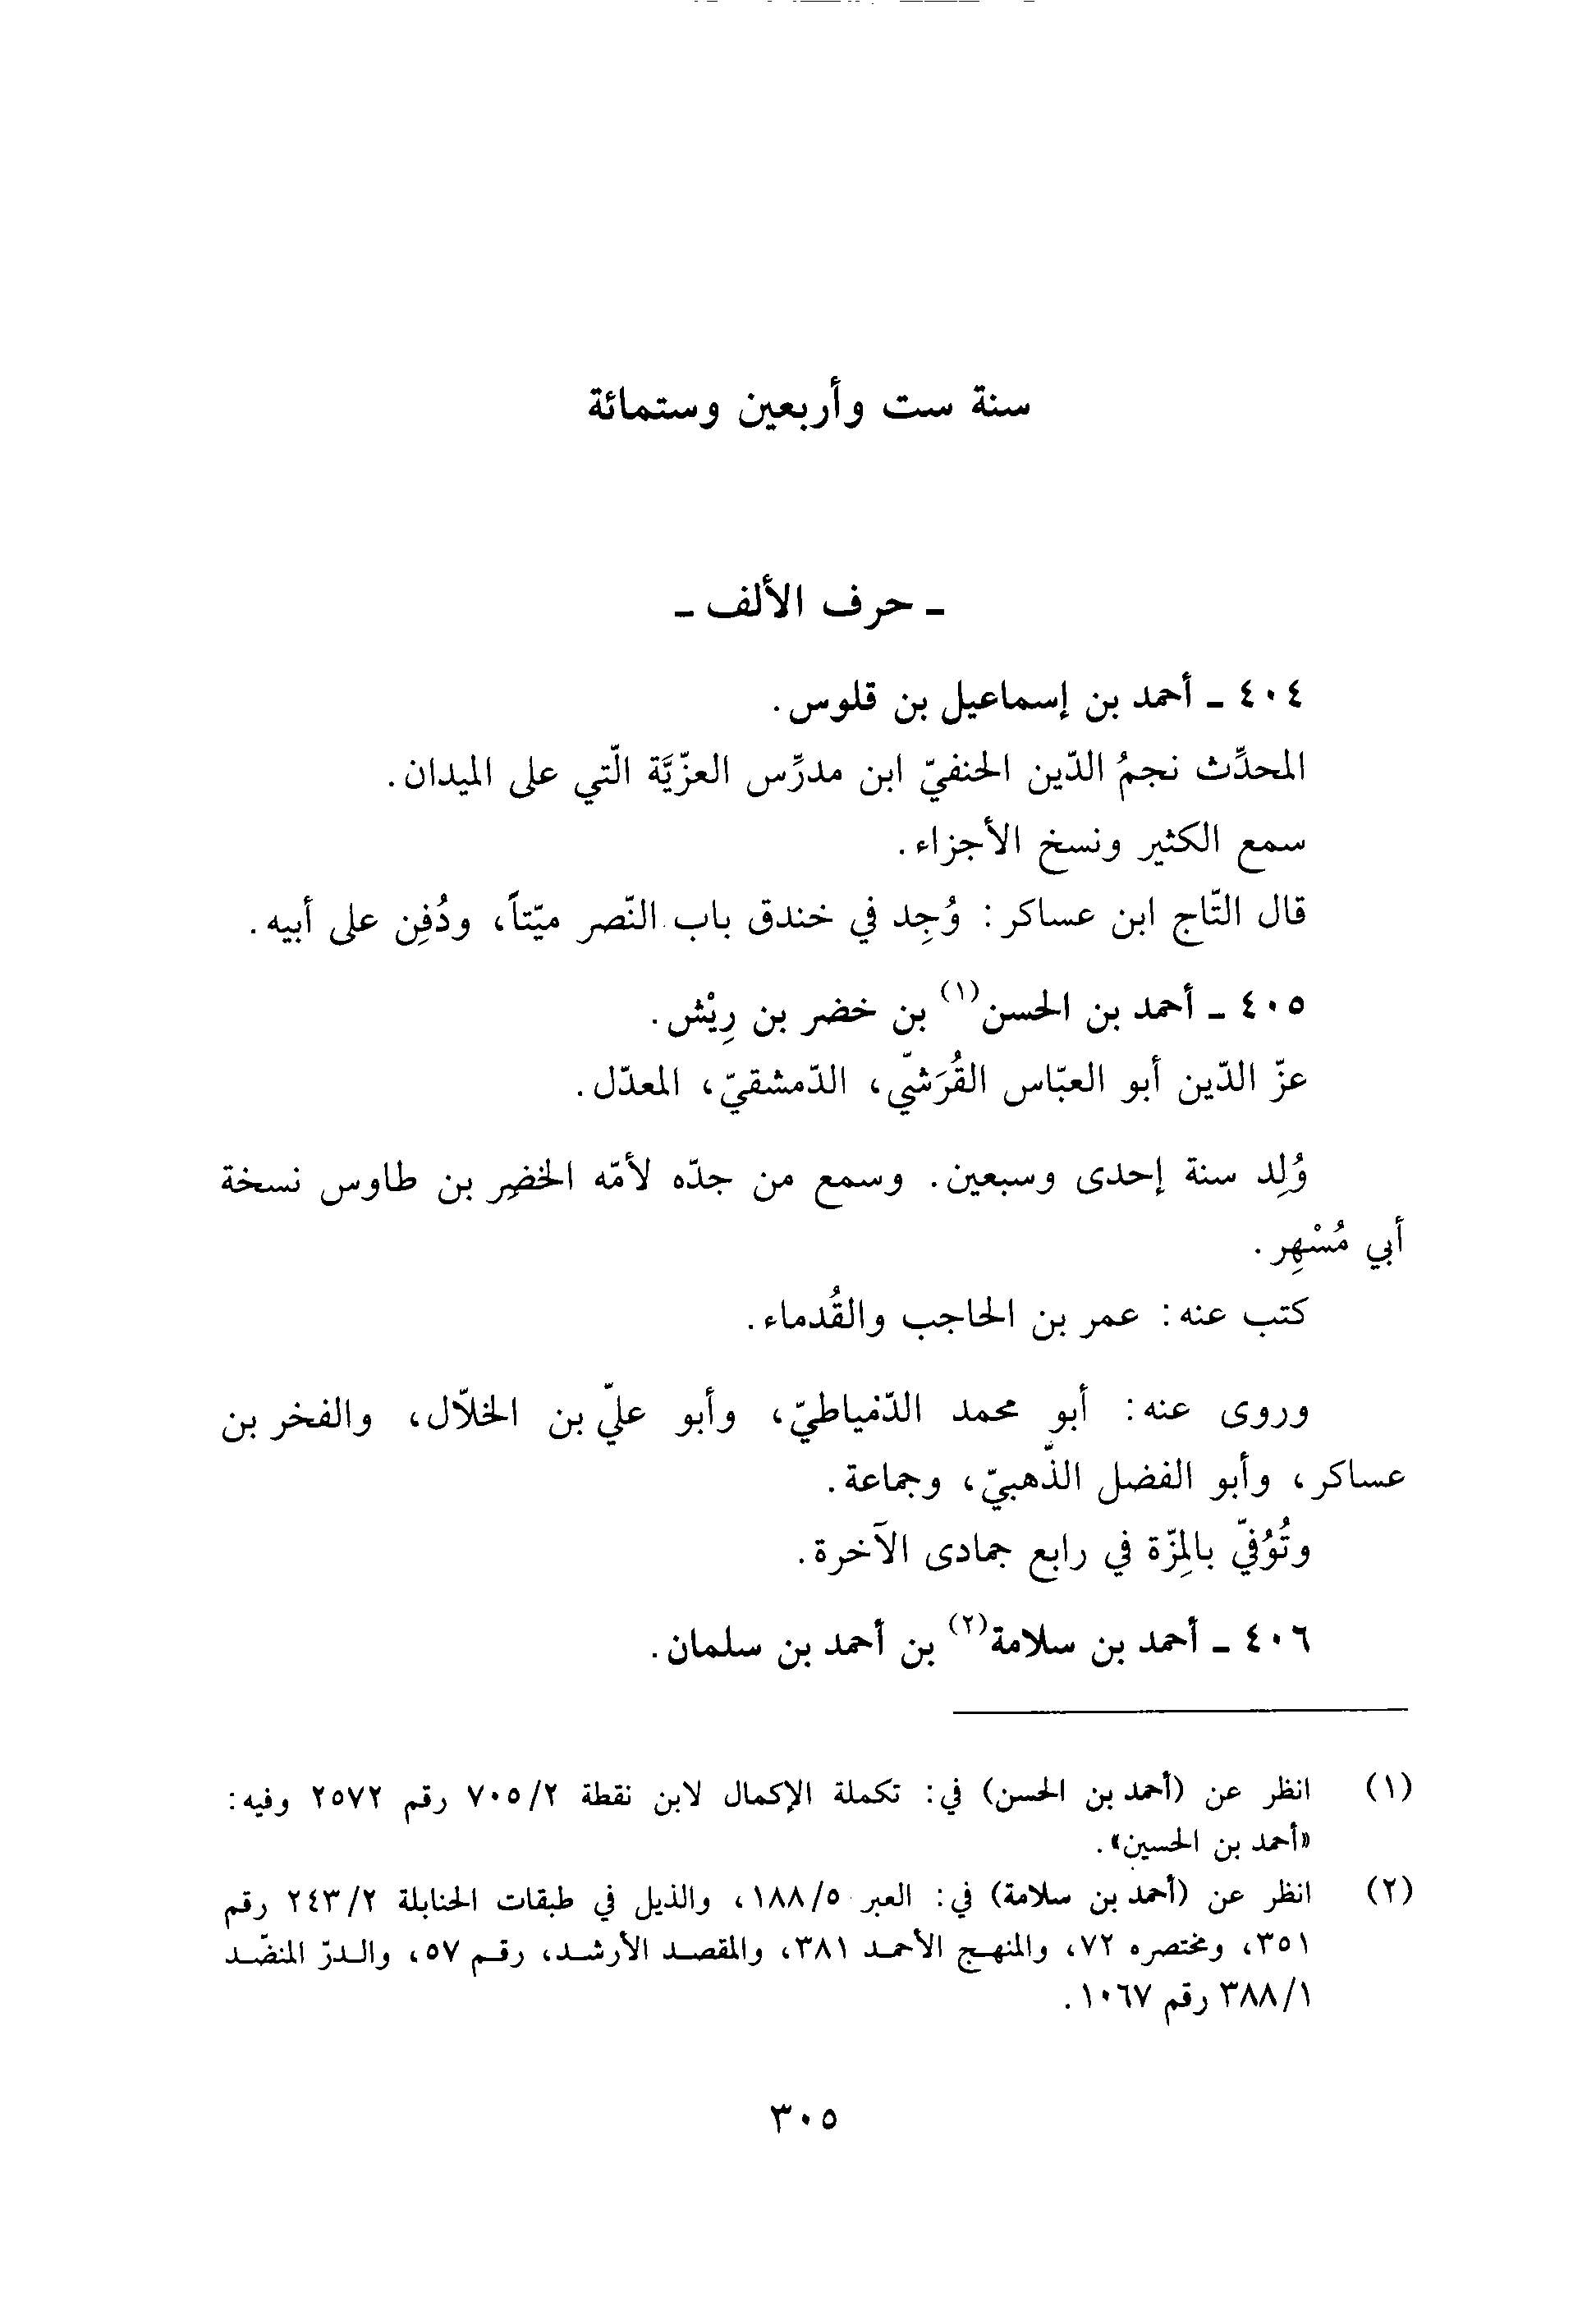 سنة ست وأربعين وستمائة
ـ حرف الألف ـ
٤٠٤ ـ أحمد بن إسماعيل بن قلوس.
المحدِّث نجمُ الدّين الحنفيّ ابن مدرِّس العزّيَّة الّتي على الميدان.
سمع الكثير ونسخ الأجزاء.
قال التّاج ابن عساكر: وُجِد في خندق باب النّصر ميّتاً، ودُفِن على أبيه.
٤٠٥ ـ أحمد بن الحسن(١) بن خضر بن رِيْش.
عزّ الدّين أبو العبّاس القُرَشيّ، الدّمشقيّ، المعدّل.
وُلِد سنة إحدى وسبعين. وسمع من جدّه لأمّه الخضِر بن طاوس نسخة
أبي مُسْهِر.
كتب عنه: عمر بن الحاجب والقُدماء.
وروى عنه: أبو محمد الدّمياطيّ، وأبو عليّ بن الخلّال، والفخر بن
عساكر، وأبو الفضل الذّهبيّ، وجماعة.
وتُوُفّي بالمِزّة في رابع جمادى الآخرة.
٤٠٦ ـ أحمد بن سلامة(٢) بن أحمد بن سلمان.
(١) انظر عن (أحمد بن الحسن) في: تكملة الإكمال لابن نقطة ٢/ ٧٠٥ رقم ٢٥٧٢ وفيه:
«أحمد بن الحسين».
(٢) انظر عن (أحمد بن سلامة) في: العبر ٥/ ١٨٨، والذيل في طبقات الحنابلة ٢/ ٢٤٣ رقم
٣٥١، ومختصره ٧٢، والمنهج الأحمد ٣٨١، والمقصد الأرشد، رقم ٥٧، والدرّ المنضّد
١/ ٣٨٨ رقم ١٠٦٧.
٣٠٥